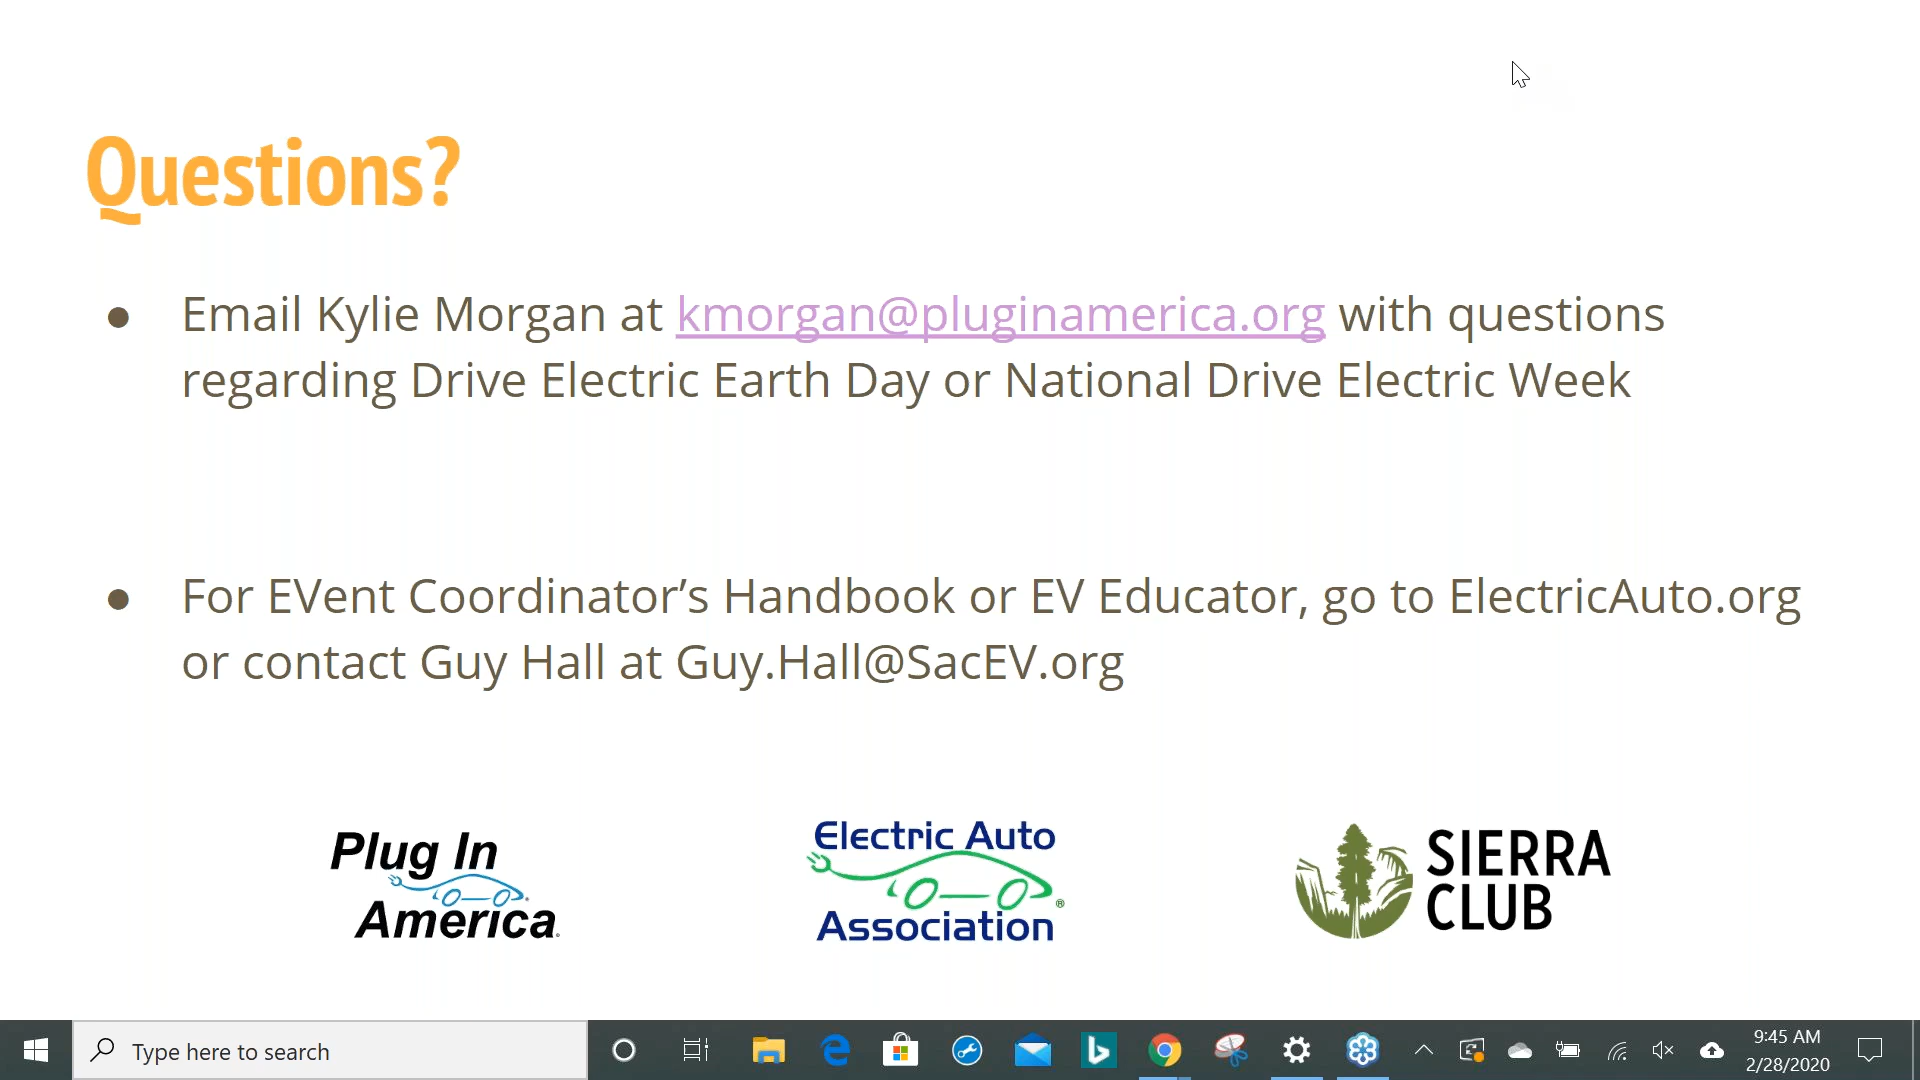 Questions?
● Email Kylie Morgan at kmorgan@pluginamerica.org with questions
regarding Drive Electric Earth Day or National Drive Electric Week
● For EVent Coordinator’s Handbook or EV Educator, go to ElectricAuto.org
or contact Guy Hall at Guy.Hall@SacEV.org
Plug In
America
Electric Auto
Association
®
SIERRA
CLUB
Type here to search
9:45 AM
2/28/2020